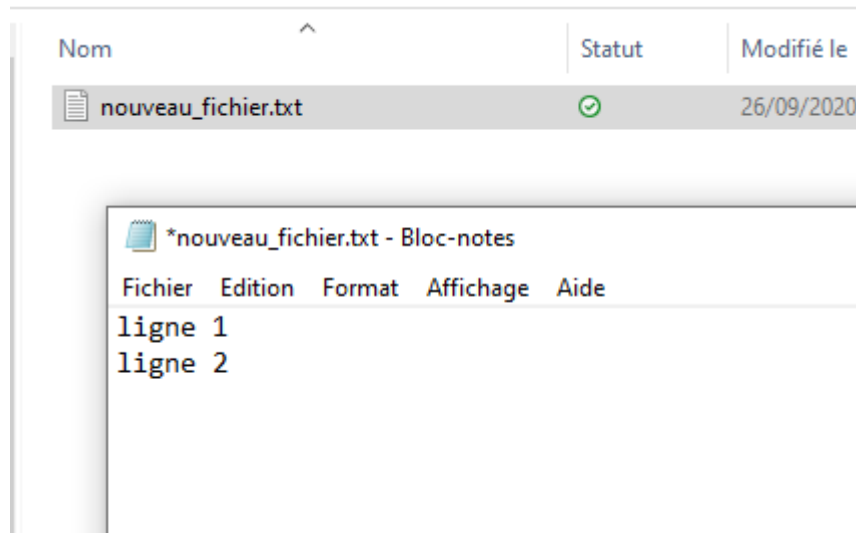 Nom Statut Modifié le
nouveau_fichier.txt 26/09/2020
*nouveau_fichier.txt - Bloc-notes
Fichier Edition Format Affichage Aide
ligne 1
ligne 2